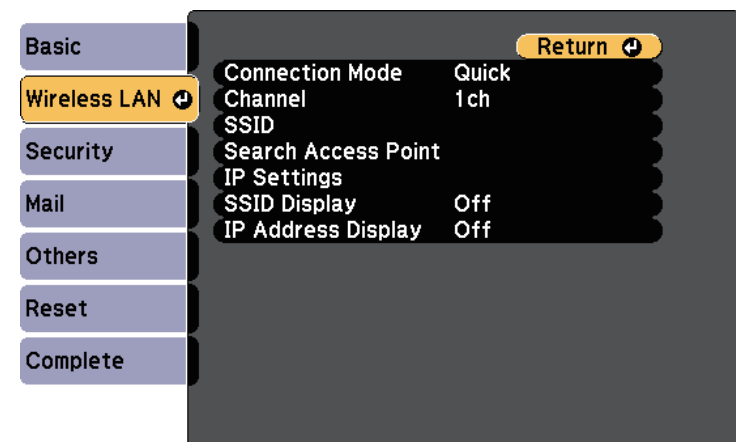 Basic
Wireless LAN
Security
Mail
Others
Reset
Complete
Return
Connection Mode Quick
Channel 1ch
SSID
Search Access Point
IP Settings
SSID Display Off
IP Address Display Off